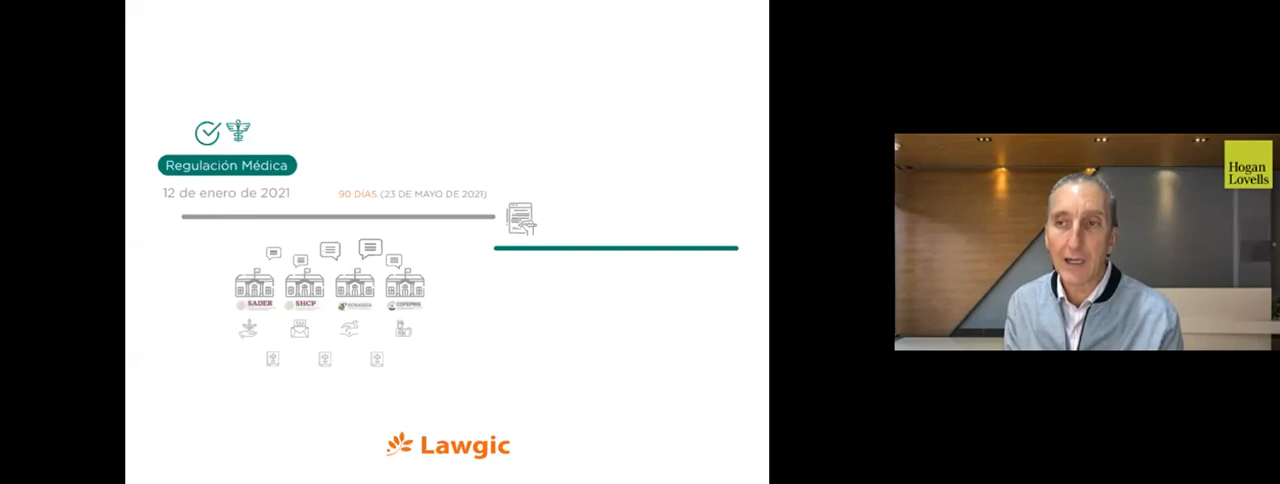 Regulación Médica
12 de enero de 2021
90 DÍAS (23 DE MAYO DE 2021)
SADER
SHCP
SENASICA
COFEPRIS
Lawgic
Hogan
Lovells